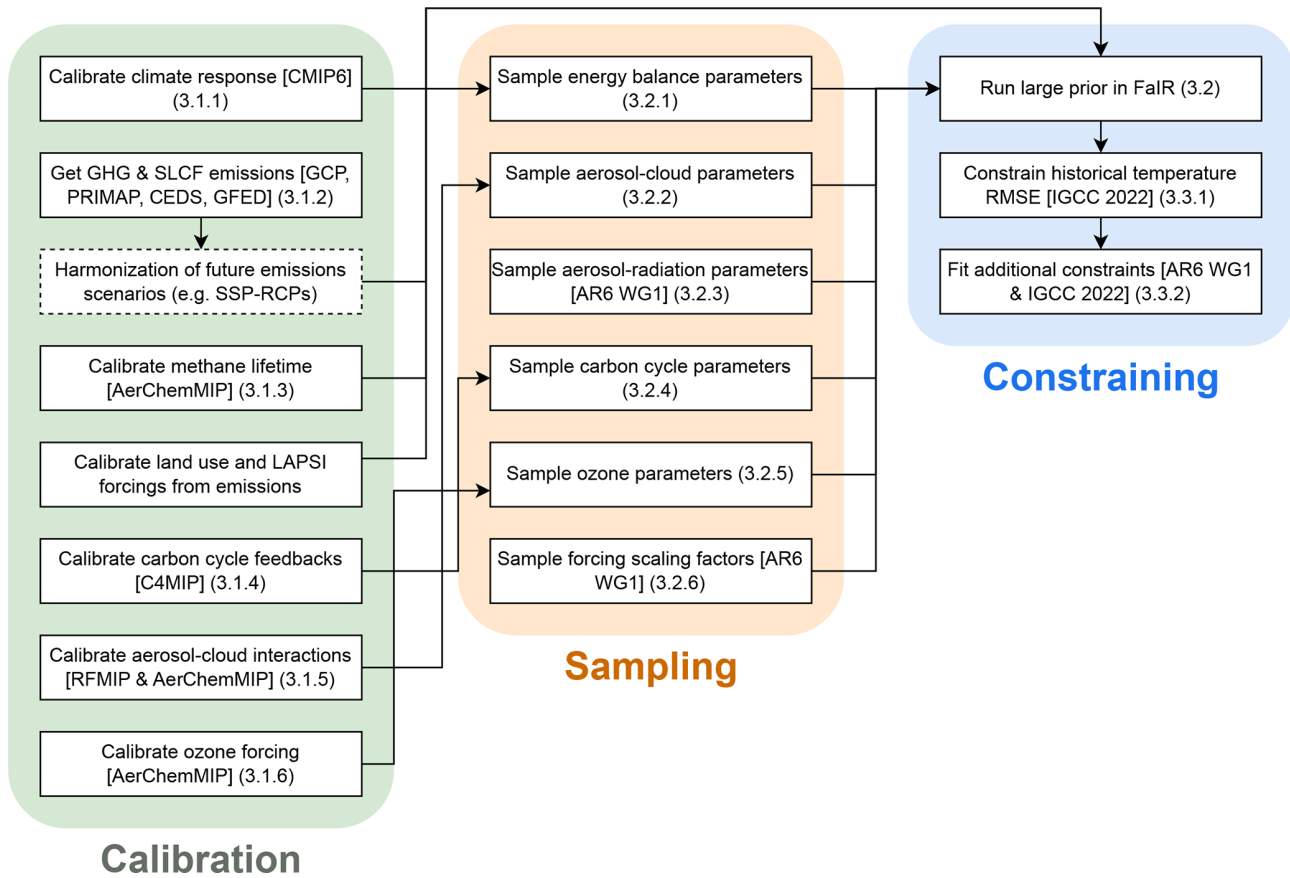 Calibrate climate response [CMIP6]
(3.1.1)
Get GHG & SLCF emissions [GCP,
PRIMAP, CEDS, GFED] (3.1.2)
Harmonization of future emissions
scenarios (e.g. SSP-RCPs)
Calibrate methane lifetime
[AerChemMIP] (3.1.3)
Calibrate land use and LAPSI
forcings from emissions
Calibrate carbon cycle feedbacks
[C4MIP] (3.1.4)
Calibrate aerosol-cloud interactions
[RFMIP & AerChemMIP] (3.1.5)
Calibrate ozone forcing
[AerChemMIP] (3.1.6)
Calibration
Sample energy balance parameters
(3.2.1)
Sample aerosol-cloud parameters
(3.2.2)
Sample aerosol-radiation parameters
[AR6 WG1] (3.2.3)
Sample carbon cycle parameters
(3.2.4)
Sample ozone parameters (3.2.5)
Sample forcing scaling factors [AR6
WG1] (3.2.6)
Sampling
Run large prior in FaIR (3.2)
Constrain historical temperature
RMSE [IGCC 2022] (3.3.1)
Fit additional constraints [AR6 WG1
& IGCC 2022] (3.3.2)
Constraining